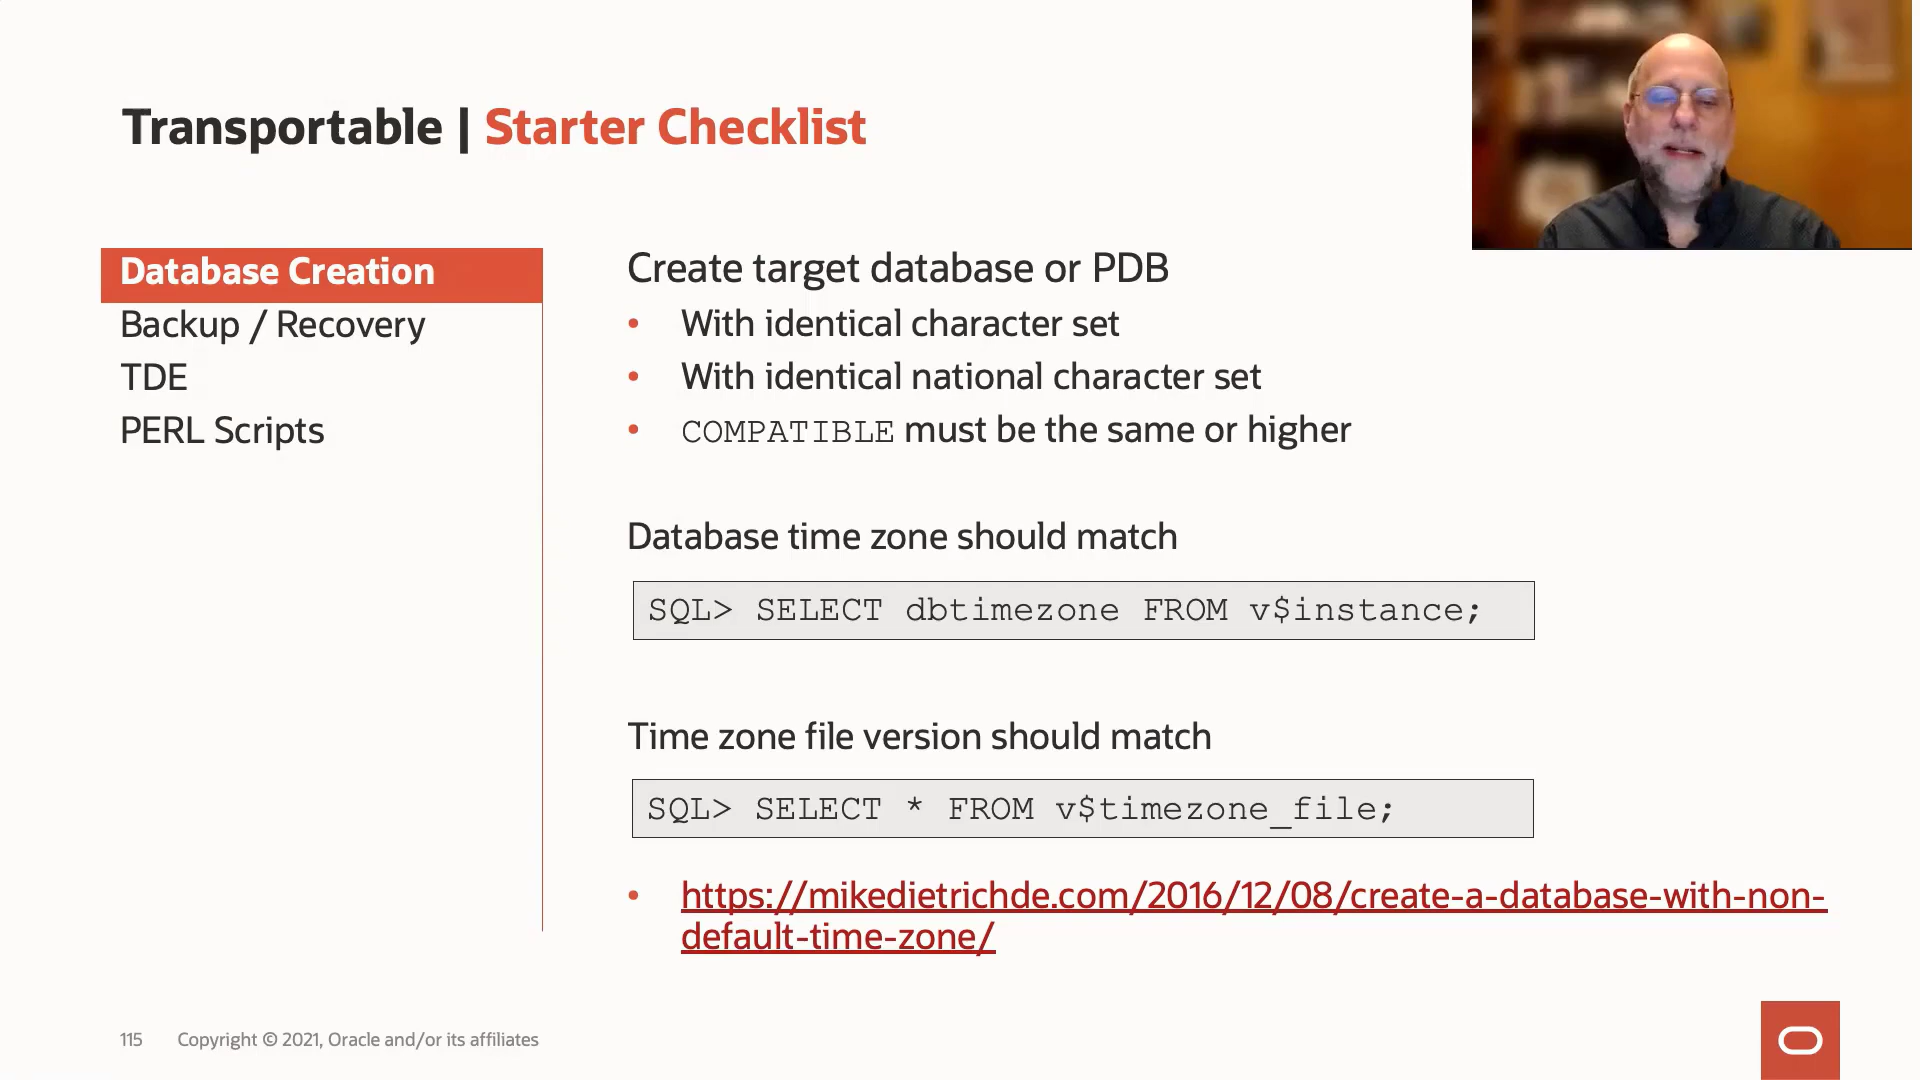 Transportable | Starter Checklist
Database Creation
Backup / Recovery
TDE
PERL Scripts
Create target database or PDB
• With identical character set
• With identical national character set
• COMPATIBLE must be the same or higher
Database time zone should match
SQL> SELECT dbtimezone FROM v$instance;
Time zone file version should match
SQL> SELECT * FROM v$timezone_file;
• https://mikedietrichde.com/2016/12/08/create-a-database-with-non-
default-time-zone/
115 Copyright © 2021, Oracle and/or its affiliates